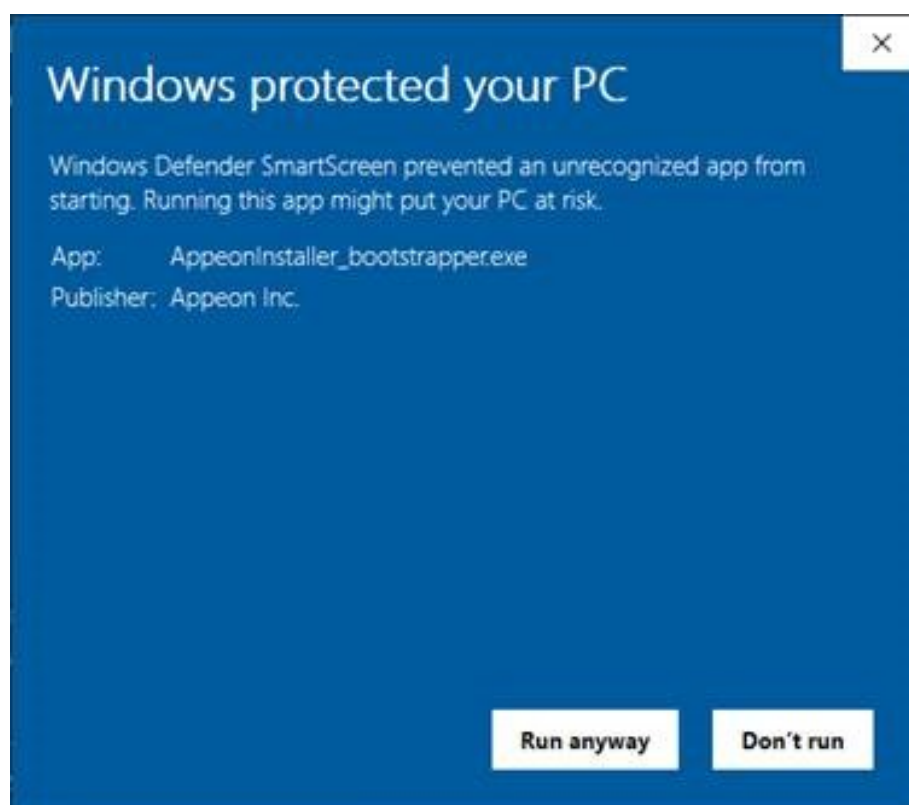 Windows protected your PC
Windows Defender SmartScreen prevented an unrecognized app from
starting. Running this app might put your PC at risk.
App: AppeonInstaller_bootstrapper.exe
Publisher: Appeon Inc.
Run anyway Don't run